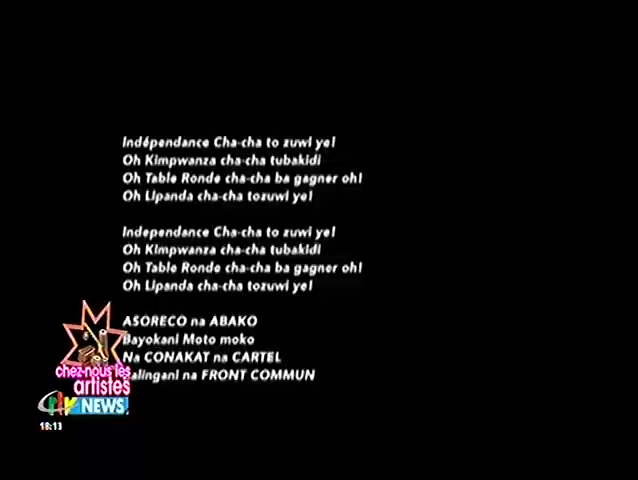 Indépendance Cha-cha to zuwi ye!
Oh Kimpwanza cha-cha tubakidi
Oh Table Ronde cha-cha ba gagner oh!
Oh Lipanda cha-cha tozuwi ye!
Independance Cha-cha to zuwi ye!
Oh Kimpwanza cha-cha tubakidi
Oh Table Ronde cha-cha ba gagner oh!
Oh Lipanda cha-cha tozuwi ye!
ASORECO na ABAKO
Bayokani Moto moko
Na CONAKAT na CARTEL
na FRONT COMMUN
chez-nous les
artistes
NEWS
18:13